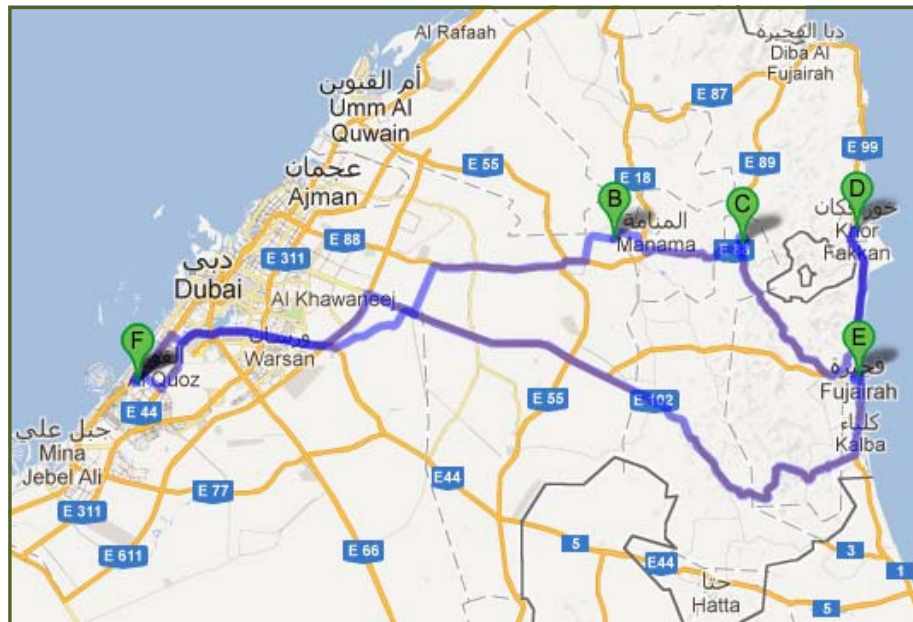 Al Rafaah
دبا الفجيرة
Diba Al
Fujairah
أم القيوين
Umm Al
Quwain
E 87
E 99
E 55
E 89
عجمان
Ajman
E 18
B
C
D
المنامة
Manama
خورفكان
Khor
Fakkan
E 88
E 311
دبي
Dubai
Al Khawaneej
Warsan
F
E
Al Quoz
فجيرة
Fujairah
E 44
E 55
E 102
كلباء
Kalba
جبل علي
Mina
Jebel Ali
E 77
E44
E 311
E 611
E 66
5
E44
3
1
حتا
Hatta
5